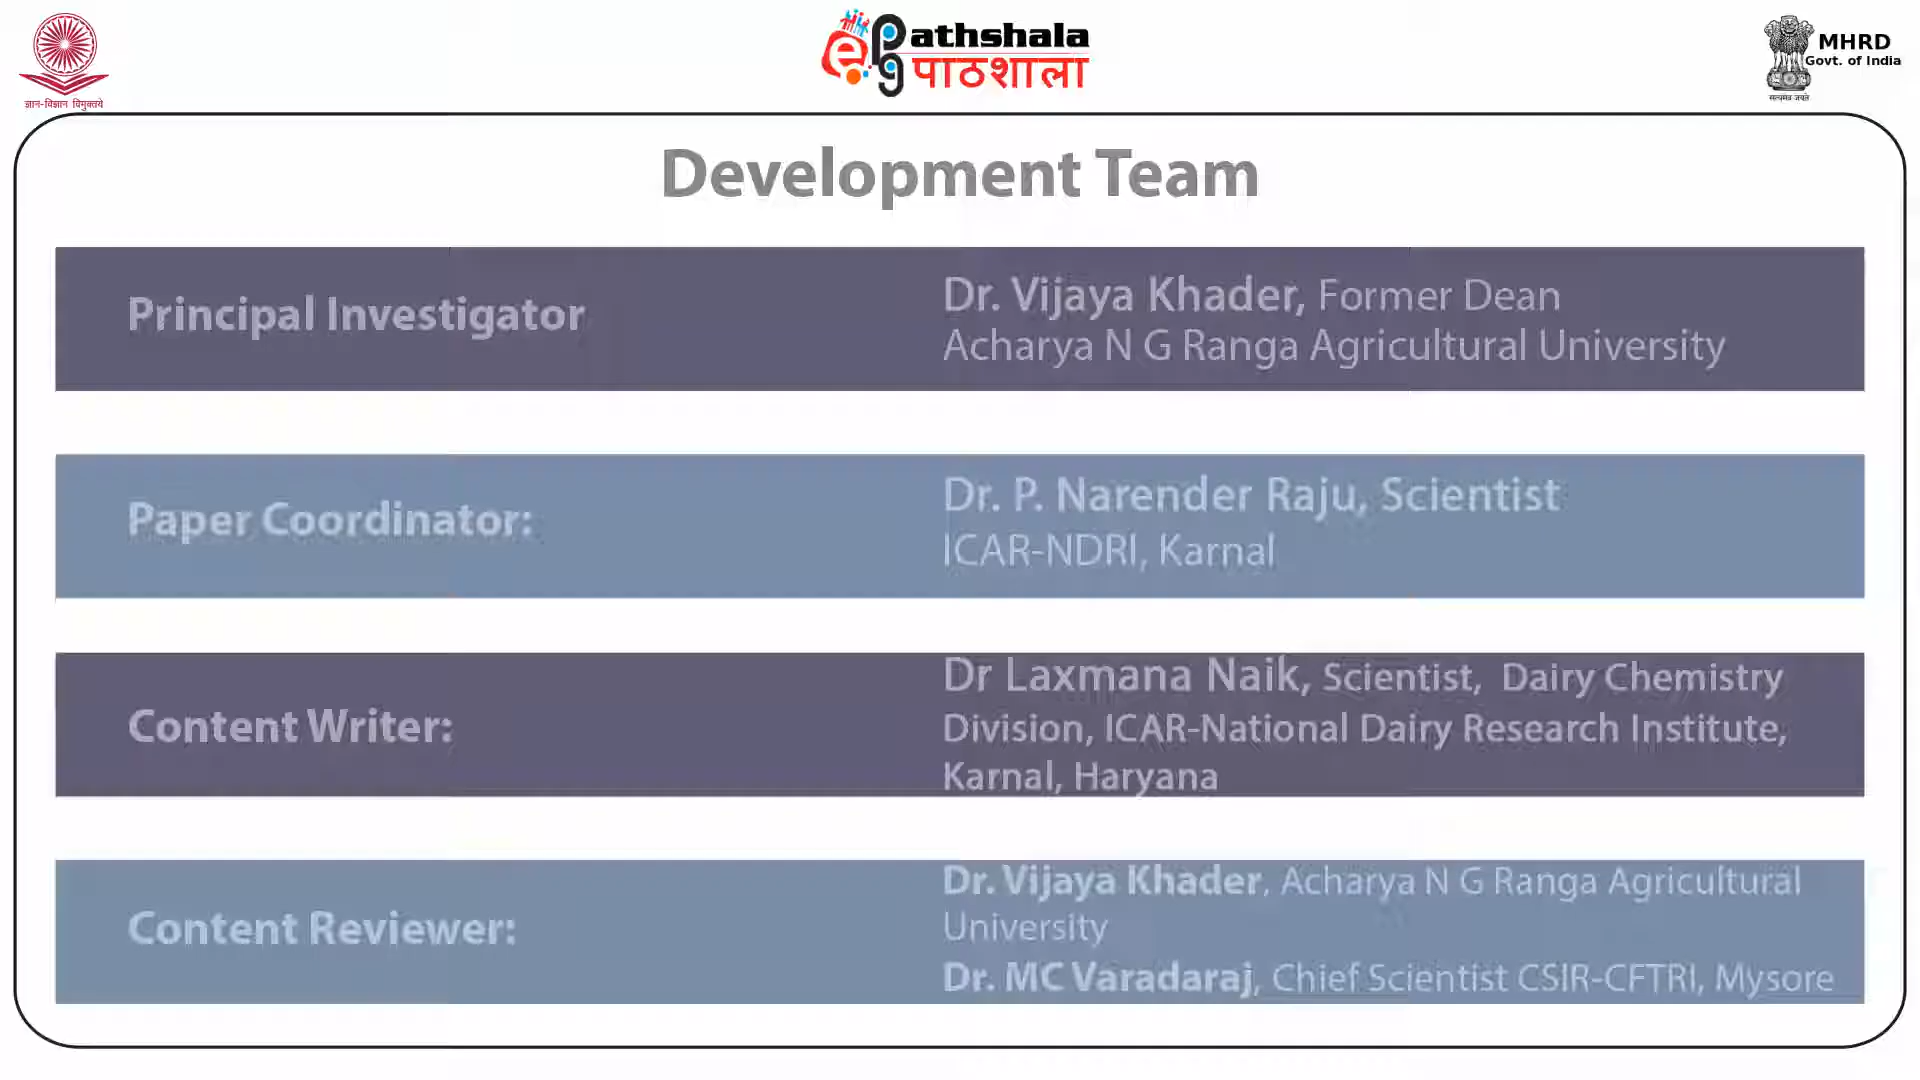 ज्ञान-विज्ञान विमुक्तये
ePathshala
पाठशाला
MHRD
Govt. of India
सत्यमेव जयते
Development Team
Principal Investigator
Dr. Vijaya Khader, Former Dean
Acharya N G Ranga Agricultural University
Paper Coordinator:
Dr. P. Narender Raju, Scientist
ICAR-NDRI, Karnal
Content Writer:
Dr Laxmana Naik, Scientist, Dairy Chemistry
Division, ICAR-National Dairy Research Institute,
Karnal, Haryana
Content Reviewer:
Dr. Vijaya Khader, Acharya N G Ranga Agricultural
University
Dr. MC Varadaraj, Chief Scientist CSIR-CFTRI, Mysore